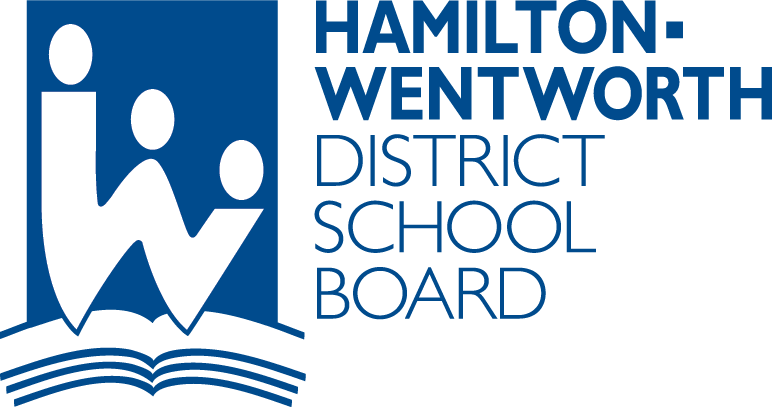 HAMILTON-
WENTWORTH
DISTRICT
SCHOOL
BOARD